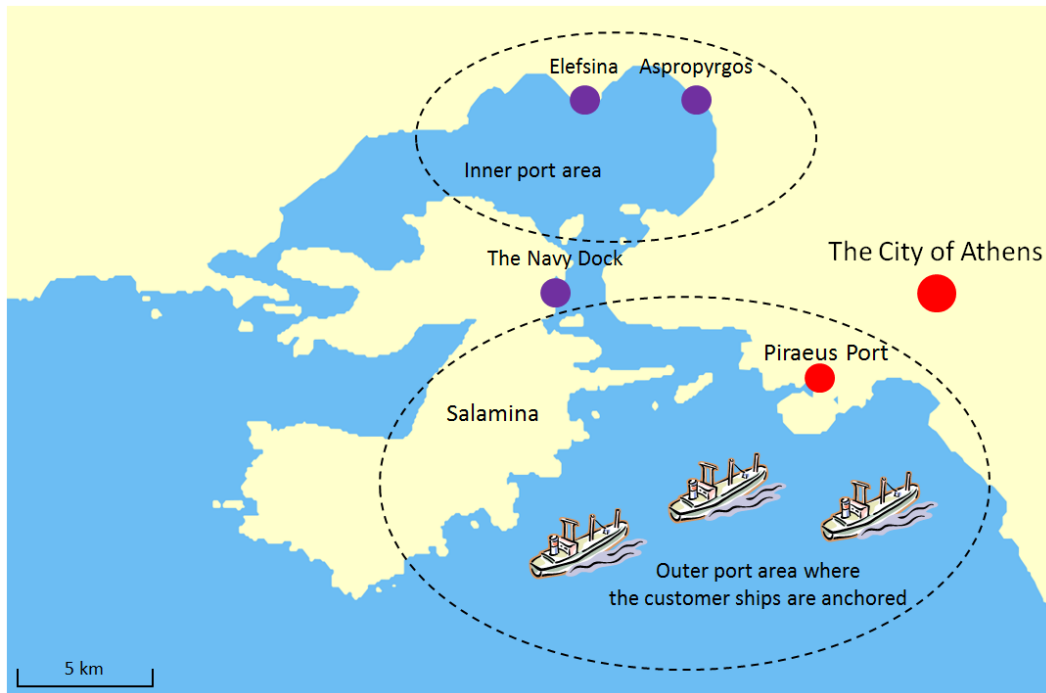 Elefsina
Aspropyrgos
Inner port area
The Navy Dock
The City of Athens
Piraeus Port
Salamina
Outer port area where
the customer ships are anchored
5 km